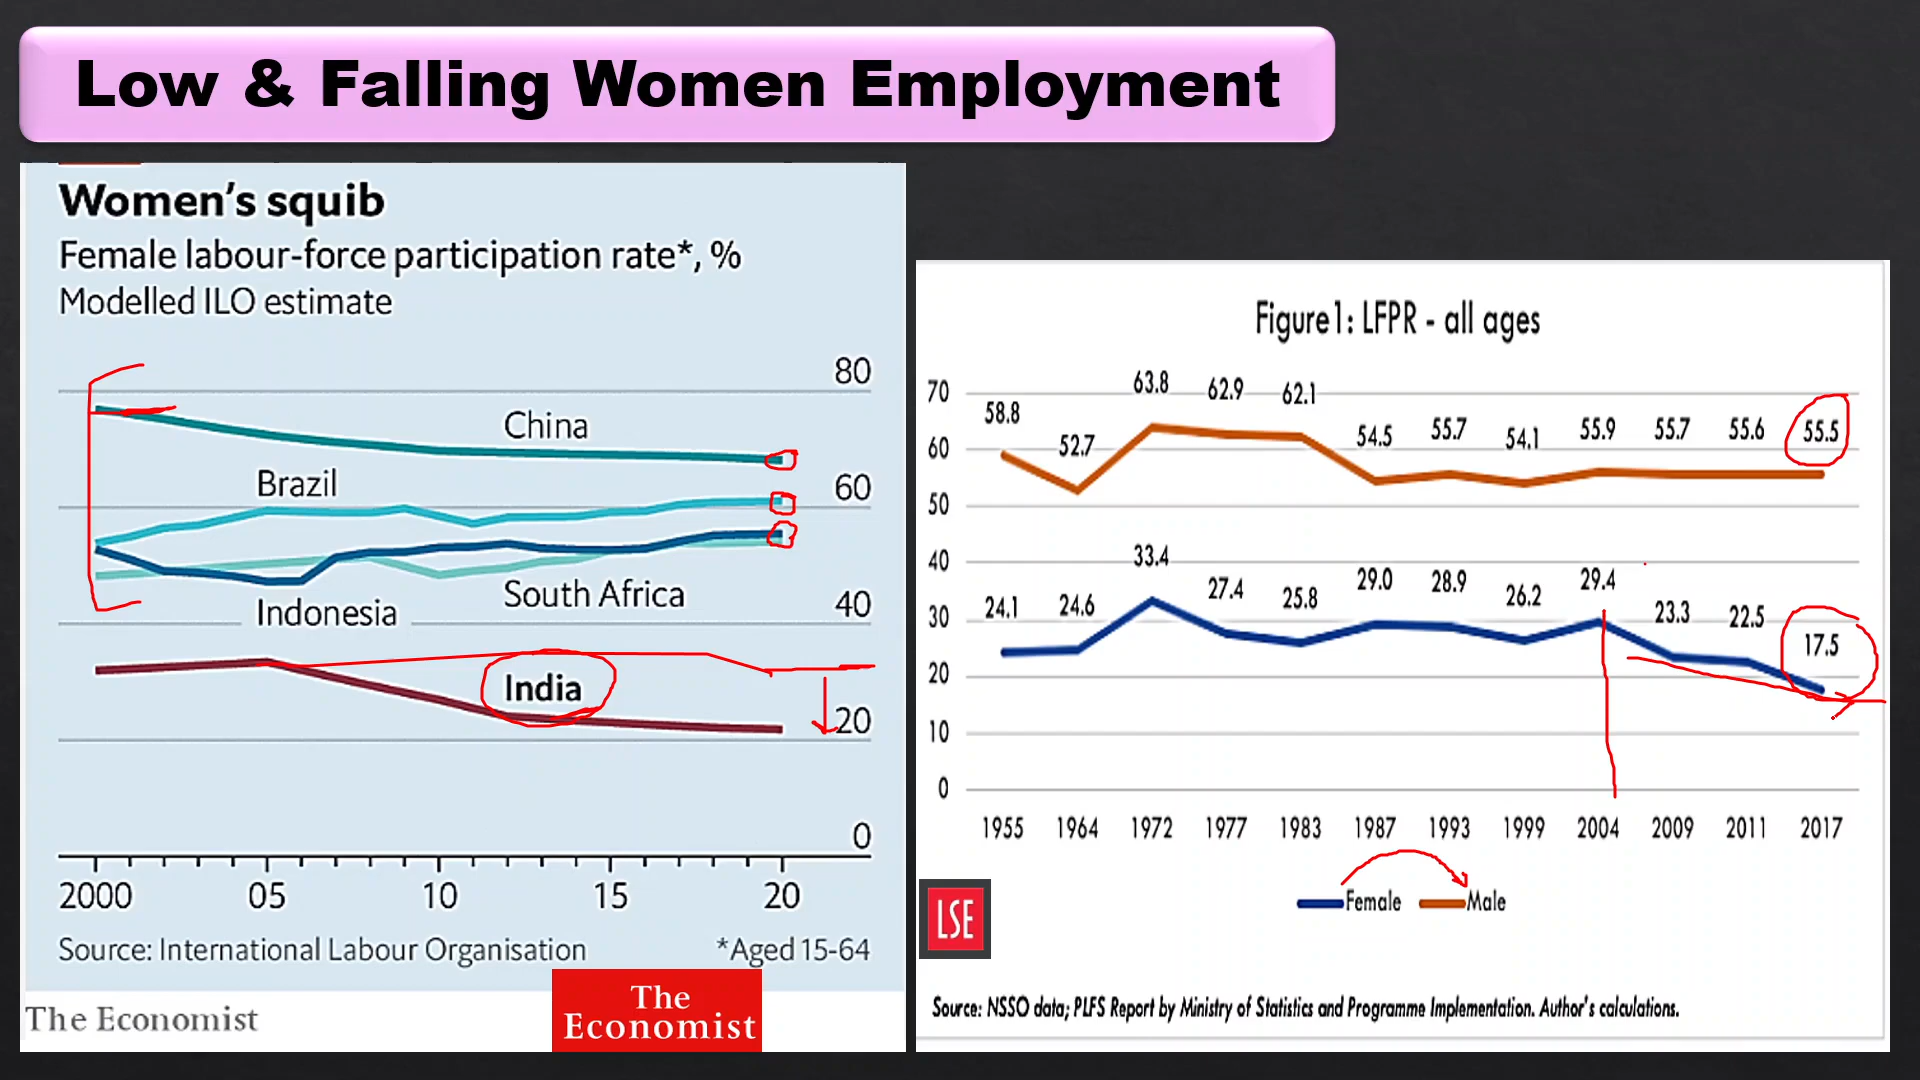 Low & Falling Women Employment
Women's squib
Female labour-force participation rate*, %
Modelled ILO estimate
80
China
Brazil
60
South Africa
Indonesia
40
India
20
0
2000 05 10 15 20
Source: International Labour Organisation *Aged 15-64
The Economist
The
Economist
Figure1: LFPR - all ages
70
60
50
40
30
20
10
0
58.8 52.7 63.8 62.9 62.1 54.5 55.7 54.1 55.9 55.7 55.6 55.5
24.1 24.6 33.4 27.4 25.8 29.0 28.9 26.2 29.4 23.3 22.5 17.5
1955 1964 1972 1977 1983 1987 1993 1999 2004 2009 2011 2017
Female Male
LSE
Source: NSSO data; PLFS Report by Ministry of Statistics and Programme Implementation. Author's calculations.